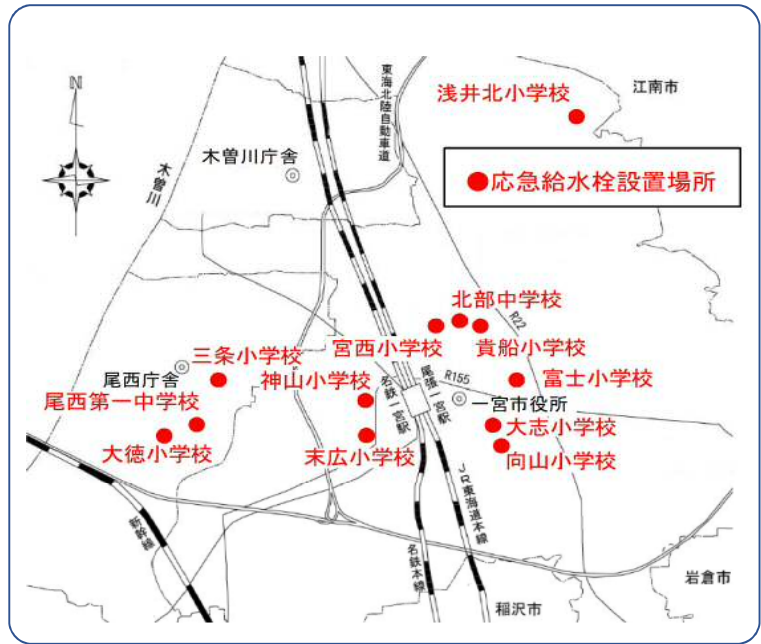 N
東海北陸自動車道
浅井北小学校
江南市
木曽川庁舎
木曽川
応急給水栓設置場所
R22
北部中学校
宮西小学校
貴船小学校
三条小学校
尾西庁舎
神山小学校
名鉄一宮駅
尾張一宮駅
R155
富士小学校
尾西第一中学校
一宮市役所
大徳小学校
末広小学校
大志小学校
向山小学校
新幹線
名鉄本線
JR東海道本線
岩倉市
稲沢市